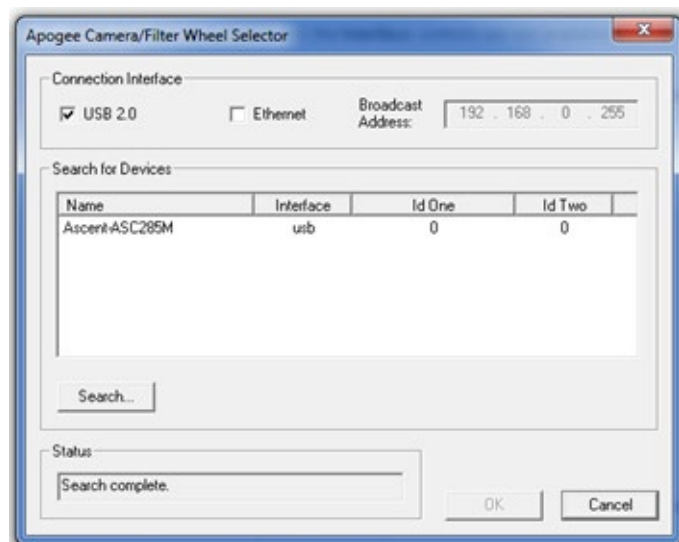 Apogee Camera/Filter Wheel Selector
Connection Interface
USB 2.0 Ethernet Broadcast Address: 192 . 168 . 0 . 255
Search for Devices
Name Interface Id One Id Two
Ascent-ASC285M usb 0 0
Search...
Status
Search complete.
OK Cancel